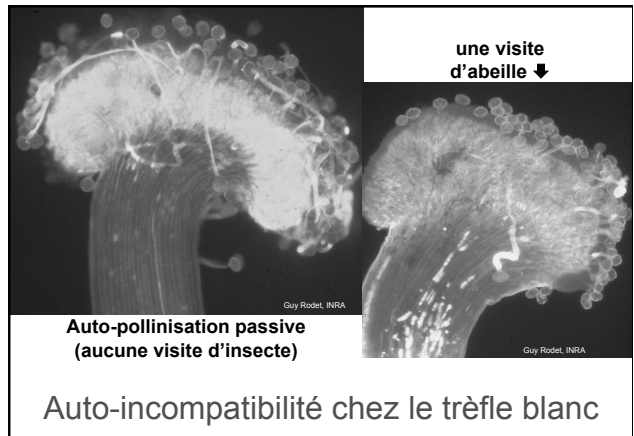 une visite
d'abeille 🡇
Guy Rodet, INRA
Auto-pollinisation passive
(aucune visite d'insecte)
Guy Rodet, INRA
Auto-incompatibilité chez le trèfle blanc